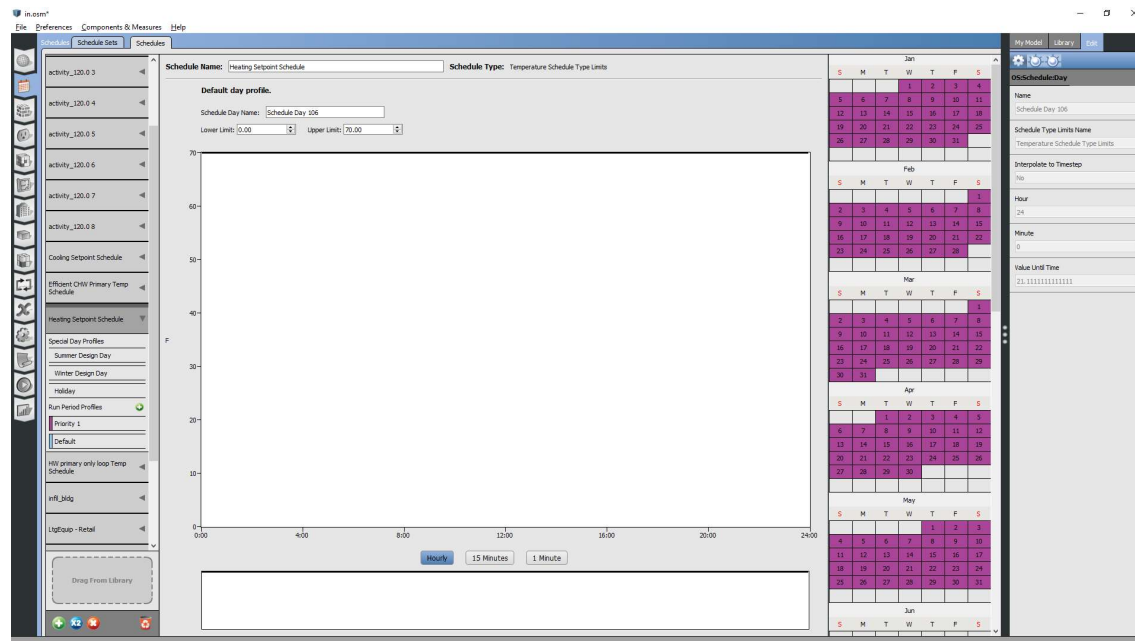 in.osm*
File Preferences Components & Measures Help
Schedules Schedule Sets Schedules
My Model Library Edit
activity_120.0 3
activity_120.0 4
activity_120.0 5
activity_120.0 6
activity_120.0 7
activity_120.0 8
Cooling Setpoint Schedule
Efficient CHW Primary Temp
Schedule
Heating Setpoint Schedule
Special Day Profiles
Summer Design Day
Winter Design Day
Holiday
Run Period Profiles
Priority 1
Default
HW primary only loop Temp
Schedule
infil_bldg
LtgEquip - Retail
Drag From Library
X2
Schedule Name: Heating Setpoint Schedule Schedule Type: Temperature Schedule Type Limits
Default day profile.
Schedule Day Name: Schedule Day 106
Lower Limit: 0.00 Upper Limit: 70.00
70
60
50
40
F
30
20
10
0
0:00 4:00 8:00 12:00 16:00 20:00 24:00
Hourly 15 Minutes 1 Minute
Jan
S M T W T F S
1 2 3 4
5 6 7 8 9 10 11
12 13 14 15 16 17 18
19 20 21 22 23 24 25
26 27 28 29 30 31
Feb
S M T W T F S
1
2 3 4 5 6 7 8
9 10 11 12 13 14 15
16 17 18 19 20 21 22
23 24 25 26 27 28
Mar
S M T W T F S
1
2 3 4 5 6 7 8
9 10 11 12 13 14 15
16 17 18 19 20 21 22
23 24 25 26 27 28 29
30 31
Apr
S M T W T F S
1 2 3 4 5
6 7 8 9 10 11 12
13 14 15 16 17 18 19
20 21 22 23 24 25 26
27 28 29 30
May
S M T W T F S
1 2 3
4 5 6 7 8 9 10
11 12 13 14 15 16 17
18 19 20 21 22 23 24
25 26 27 28 29 30 31
Jun
S M T W T F S
OS:Schedule:Day
Name
Schedule Day 106
Schedule Type Limits Name
Temperature Schedule Type Limits
Interpolate to Timestep
No
Hour
24
Minute
0
Value Until Time
21.1111111111111